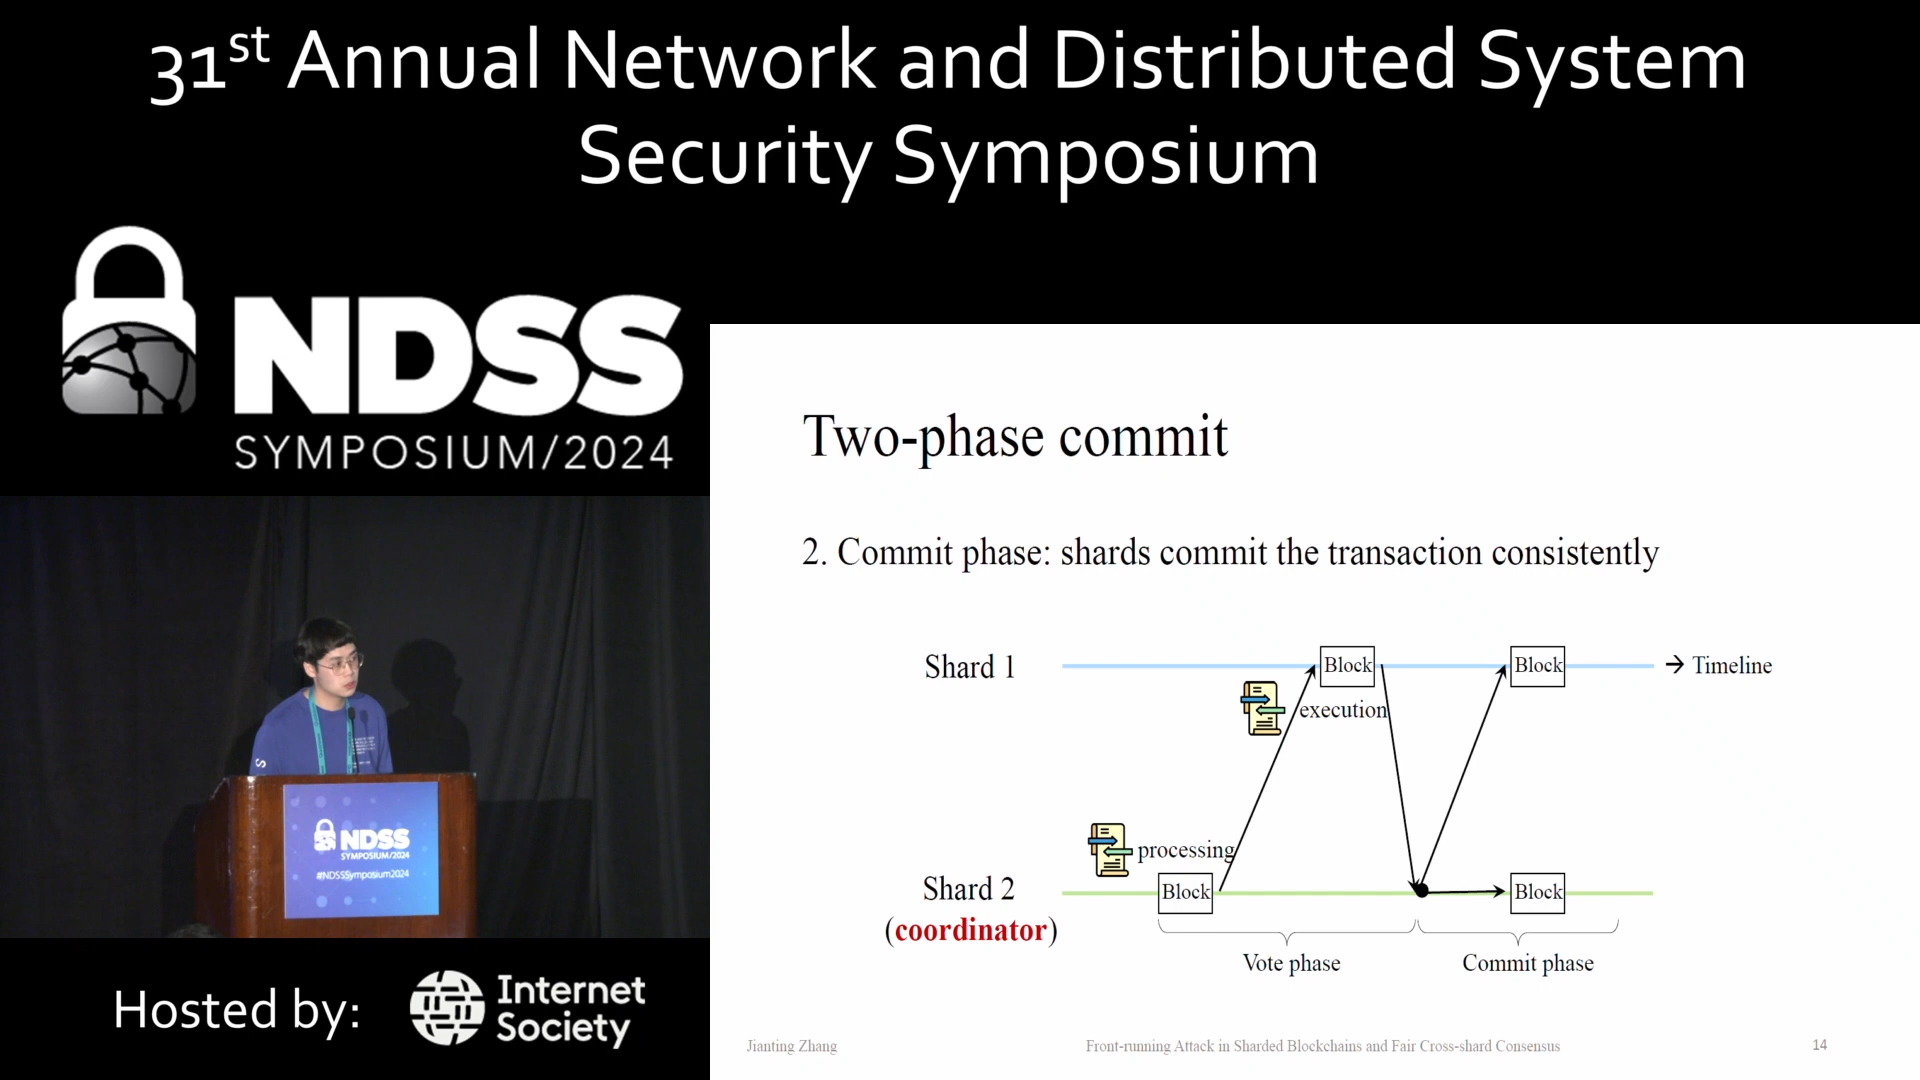 31st Annual Network and Distributed System
Security Symposium
NDSS
SYMPOSIUM/2024
Two-phase commit
2. Commit phase: shards commit the transaction consistently
Shard 1
Block
Block
→ Timeline
execution
processing
Shard 2
(coordinator)
Block
Block
Vote phase
Commit phase
Jianting Zhang
Front-running Attack in Sharded Blockchains and Fair Cross-shard Consensus
14
NDSS
SYMPOSIUM/2024
#NDSSSymposium2024
Hosted by:
Internet
Society